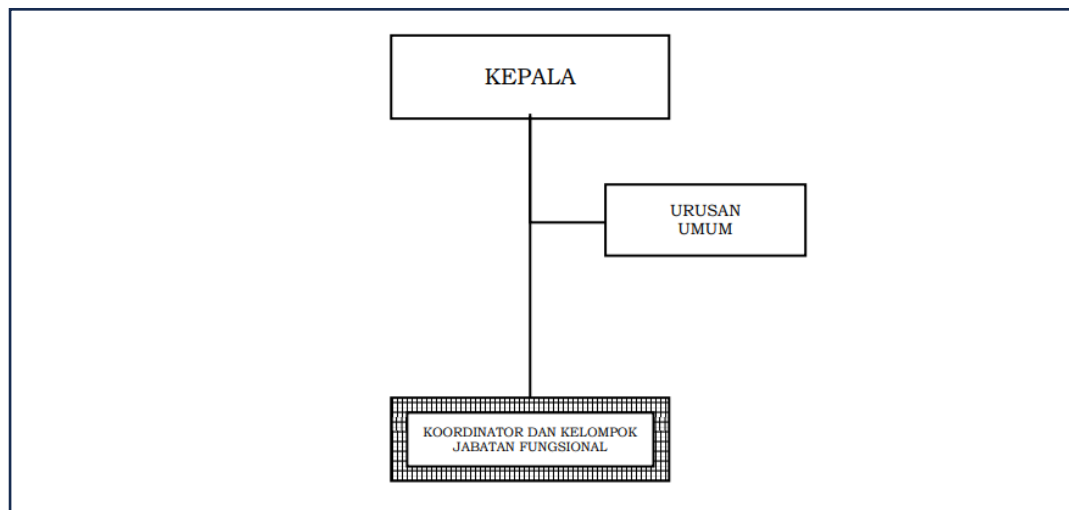 KEPALA
URUSAN
UMUM
KOORDINATOR DAN KELOMPOK
JABATAN FUNGSIONAL